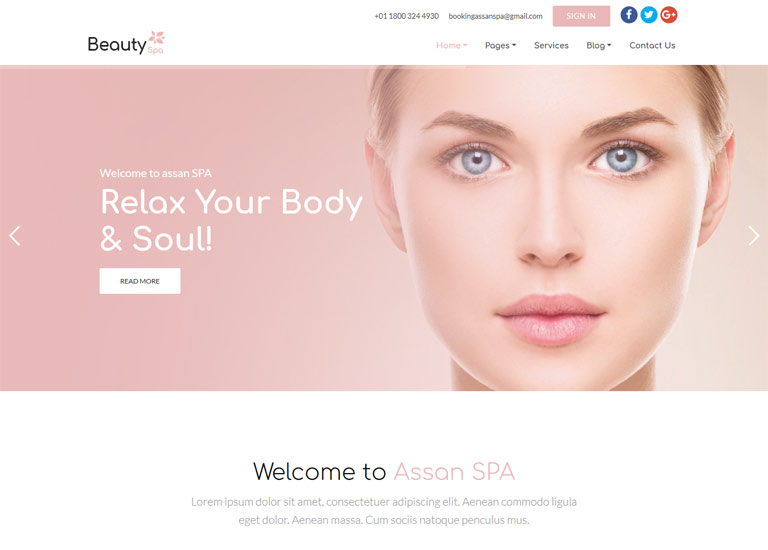 +01 1800 324 4930 bookingassanspa@gmail.com SIGN IN f G+
Beauty Spa
Home Pages Services Blog Contact Us
Welcome to assan SPA
Relax Your Body
& Soul!
READ MORE
Welcome to Assan SPA
Lorem ipsum dolor sit amet, consectetuer adipiscing elit. Aenean commodo ligula
eget dolor. Aenean massa. Cum sociis natoque penculus mus.